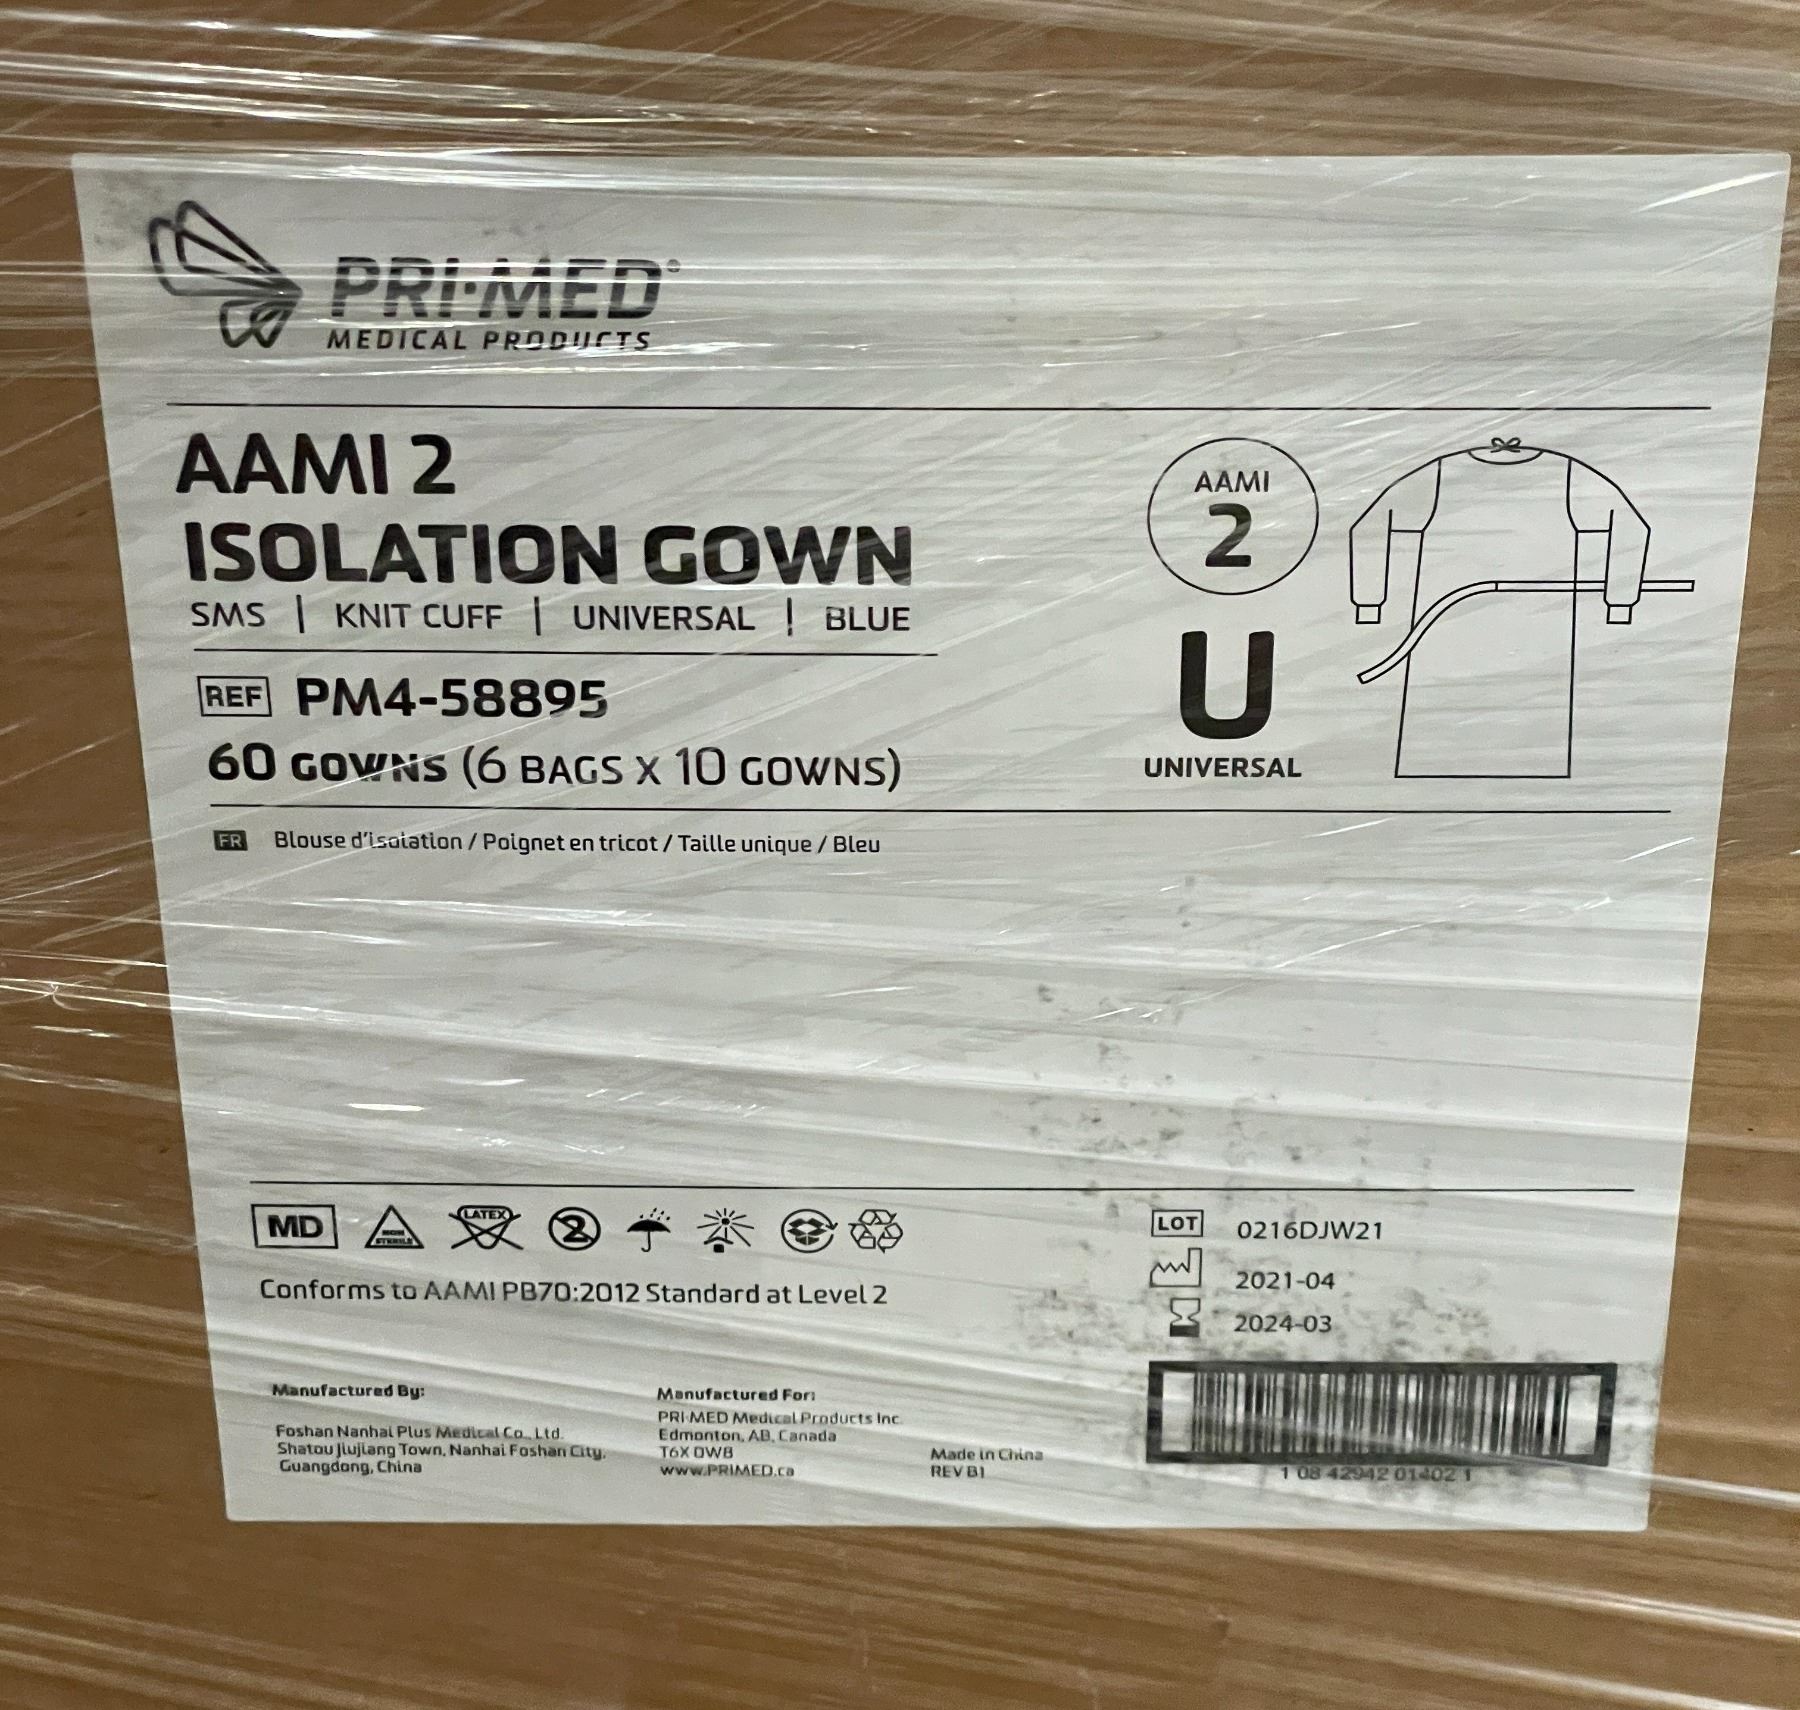 PRI·MED®
MEDICAL PRODUCTS
AAMI 2
ISOLATION GOWN
SMS | KNIT CUFF | UNIVERSAL | BLUE
REF PM4-58895
60 GOWNS (6 BAGS X 10 GOWNS)
AAMI
2
U
UNIVERSAL
FR Blouse d'isolation / Poignet en tricot / Taille unique / Bleu
MD
NON
STERILE
LATEX
2
Conforms to AAMI PB70:2012 Standard at Level 2
LOT 0216DJW21
2021-04
2024-03
Manufactured By:
Foshan Nanhai Plus Medical Co., Ltd.
Shatou Jiujiang Town, Nanhai Foshan City,
Guangdong, China
Manufactured For:
PRI·MED Medical Products Inc.
Edmonton, AB, Canada
T6X 0W8
www.PRIMED.ca
Made in China
REV B1
1 08 42942 01402 1